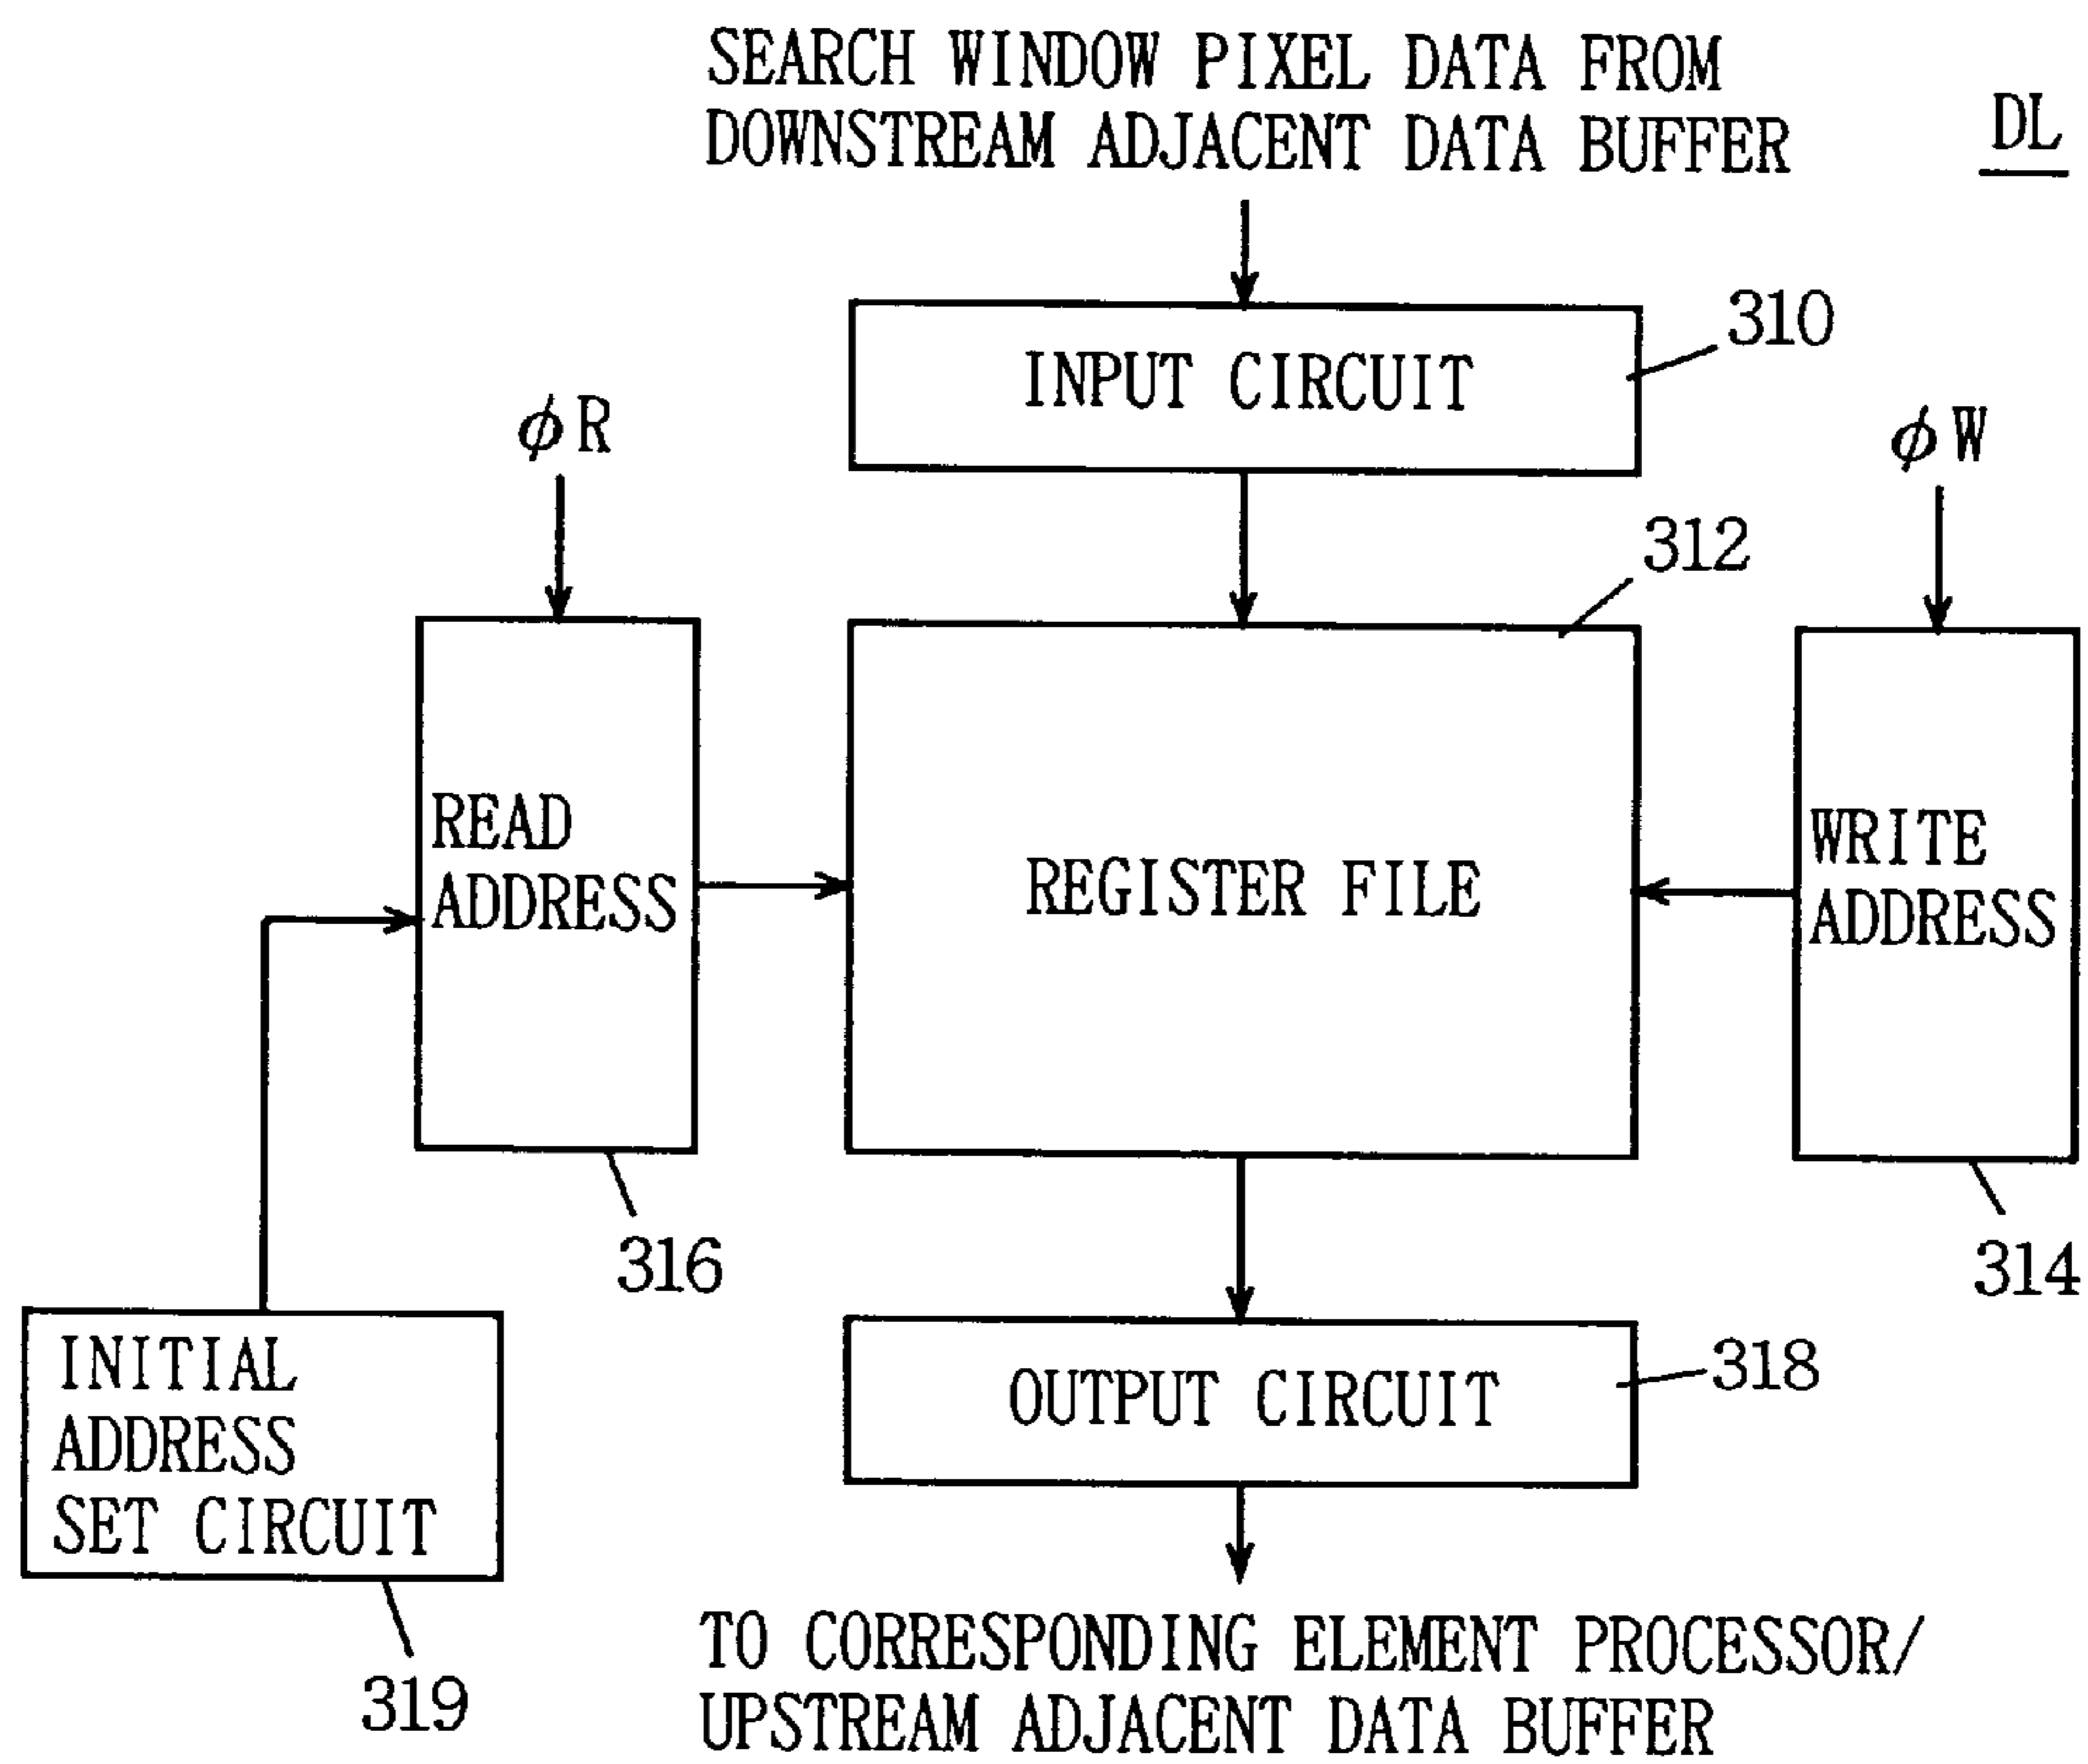 SEARCH WINDOW PIXEL DATA FROM
DOWNSTREAM ADJACENT DATA BUFFER
DL
310
INPUT CIRCUIT
φR
φW
312
READ
ADDRESS
REGISTER FILE
WRITE
ADDRESS
316
314
INITIAL
ADDRESS
SET CIRCUIT
318
OUTPUT CIRCUIT
319
TO CORRESPONDING ELEMENT PROCESSOR/
UPSTREAM ADJACENT DATA BUFFER